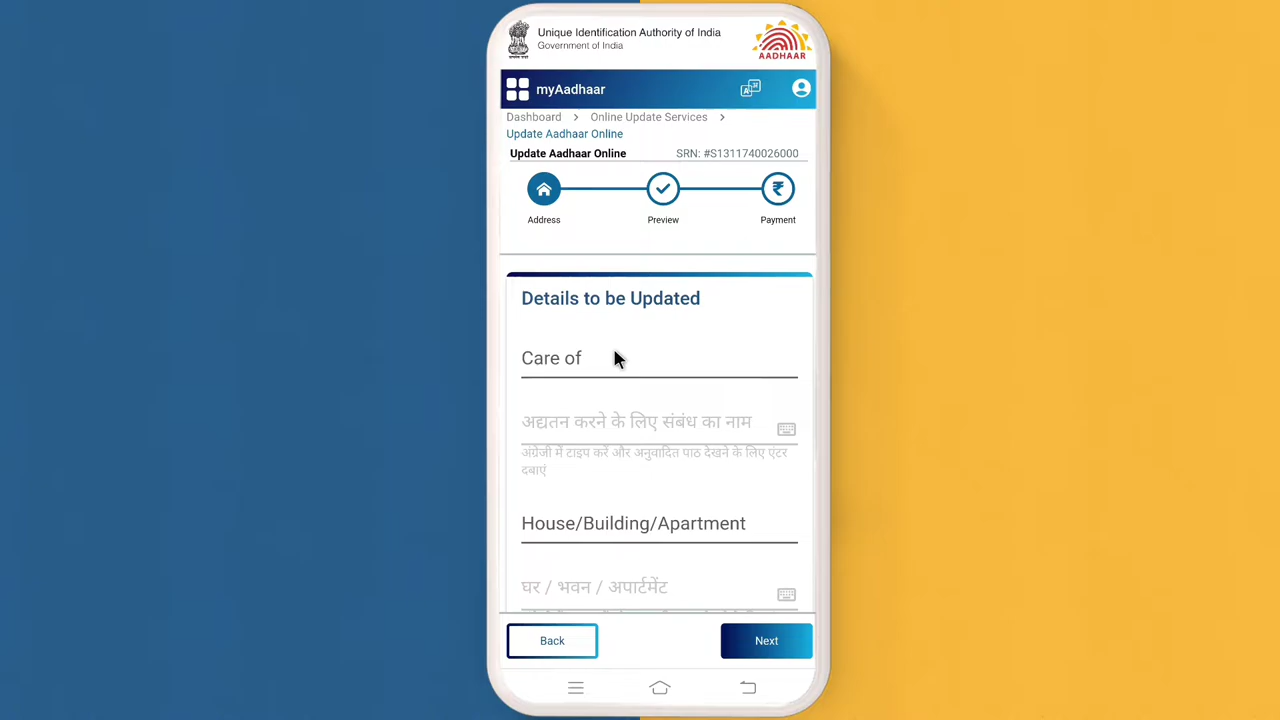 Unique Identification Authority of India
Government of India
AADHAAR
myAadhaar
Dashboard > Online Update Services >
Update Aadhaar Online
Update Aadhaar Online SRN: #S1311740026000
Address Preview Payment
Details to be Updated
Care of
अद्यतन करने के लिए संबंध का नाम
अंग्रेजी में टाइप करें और अनुवादित पाठ देखने के लिए एंटर
दबाएं
House/Building/Apartment
घर / भवन / अपार्टमेंट
Back Next